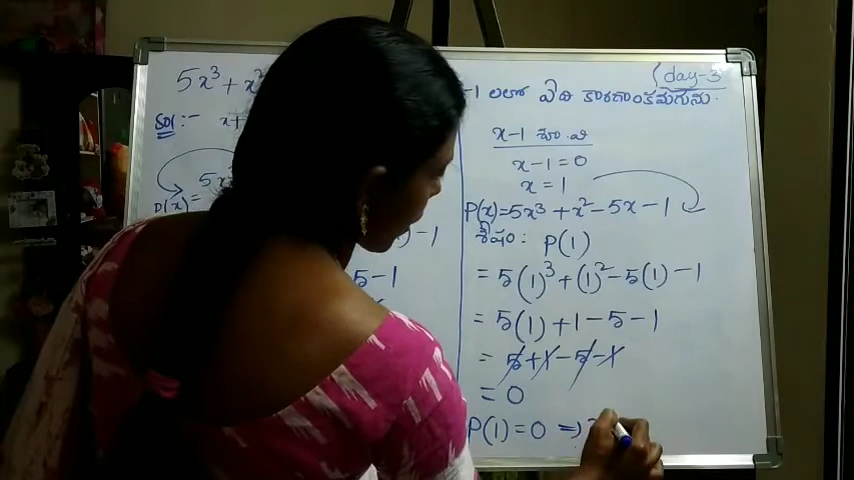 {day-3
5x³ + x² -1 లలో ఏది కారణాంకమగును.
Sol :- x+
5x
P(x) =
) -1
5-1
x-1 శూ.వి
x-1 = 0
x = 1
P(x)=5x³ + x² - 5x - 1
శేషం: P(1)
= 5(1)³ + (1)² - 5(1) - 1
= 5(1) + 1 - 5 - 1
= 5 + 1 - 5 - 1
= 0
P(1) = 0 ⇒